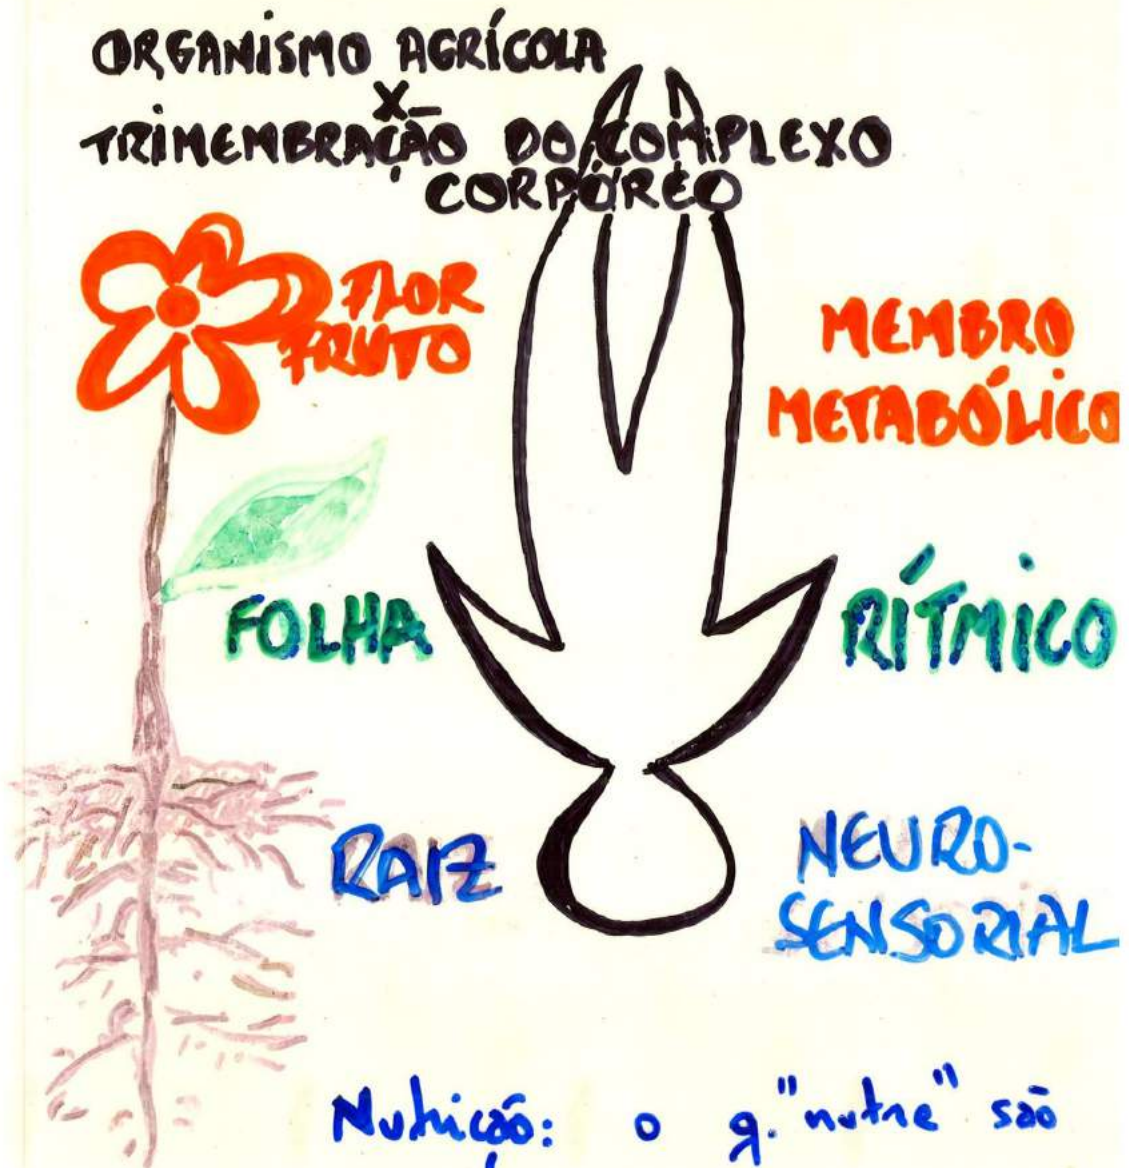 ORGANISMO AGRÍCOLA
X
TRIMEMBRAÇÃO DO COMPLEXO
CORPÓREO
FLOR
FRUTO
MEMBRO
METABÓLICO
FOLHA
RÍTMICO
RAIZ
NEURO-
SENSORIAL
Nutrição: o q. "nutre" são